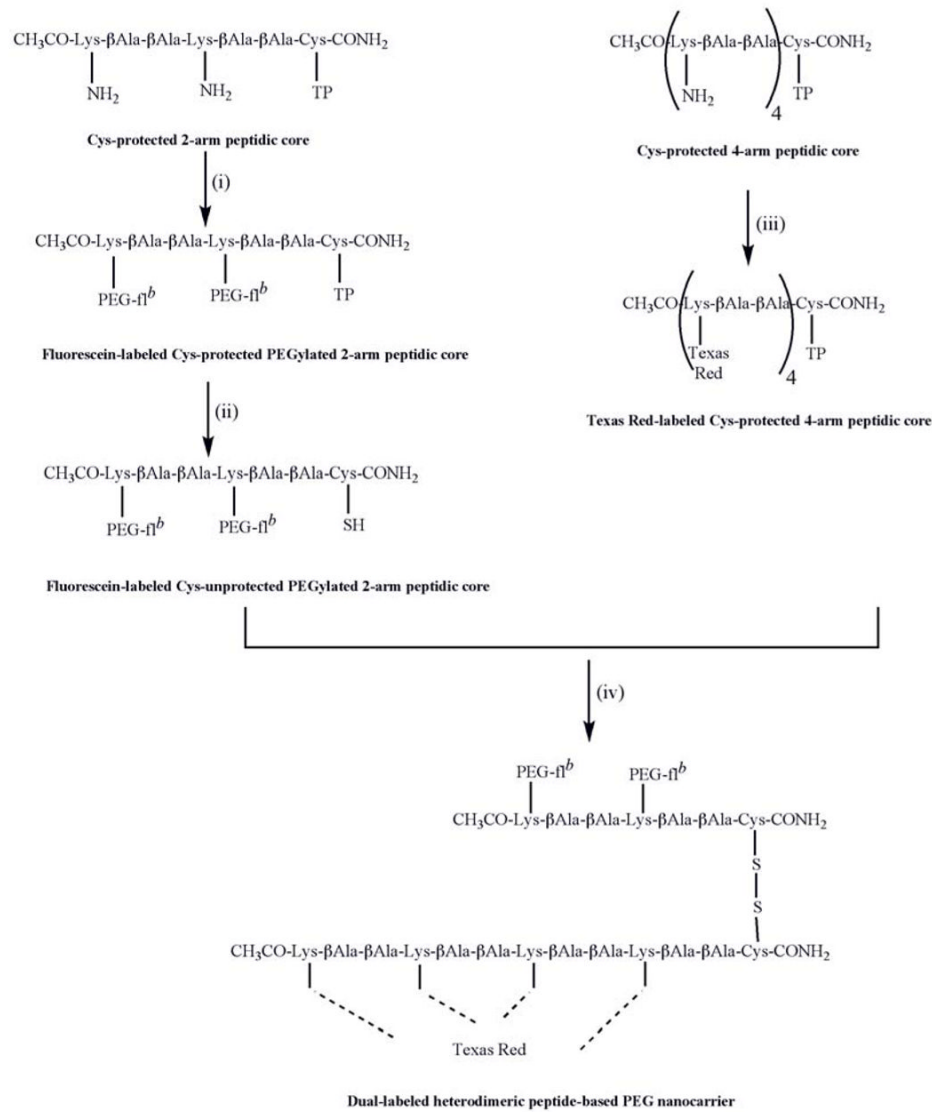 CH₃CO-Lys-βAla-βAla-Lys-βAla-βAla-Cys-CONH₂
NH₂ NH₂ TP
Cys-protected 2-arm peptidic core
(i)
CH₃CO-Lys-βAla-βAla-Lys-βAla-βAla-Cys-CONH₂
PEG-flᵇ PEG-flᵇ TP
Fluorescein-labeled Cys-protected PEGylated 2-arm peptidic core
(ii)
CH₃CO-Lys-βAla-βAla-Lys-βAla-βAla-Cys-CONH₂
PEG-flᵇ PEG-flᵇ SH
Fluorescein-labeled Cys-unprotected PEGylated 2-arm peptidic core
CH₃CO(Lys-βAla-βAla)Cys-CONH₂
NH₂ TP
4
Cys-protected 4-arm peptidic core
(iii)
CH₃CO(Lys-βAla-βAla)Cys-CONH₂
Texas TP
Red 4
Texas Red-labeled Cys-protected 4-arm peptidic core
(iv)
PEG-flᵇ PEG-flᵇ
CH₃CO-Lys-βAla-βAla-Lys-βAla-βAla-Cys-CONH₂
S
S
CH₃CO-Lys-βAla-βAla-Lys-βAla-βAla-Lys-βAla-βAla-Lys-βAla-βAla-Cys-CONH₂
Texas Red
Dual-labeled heterodimeric peptide-based PEG nanocarrier